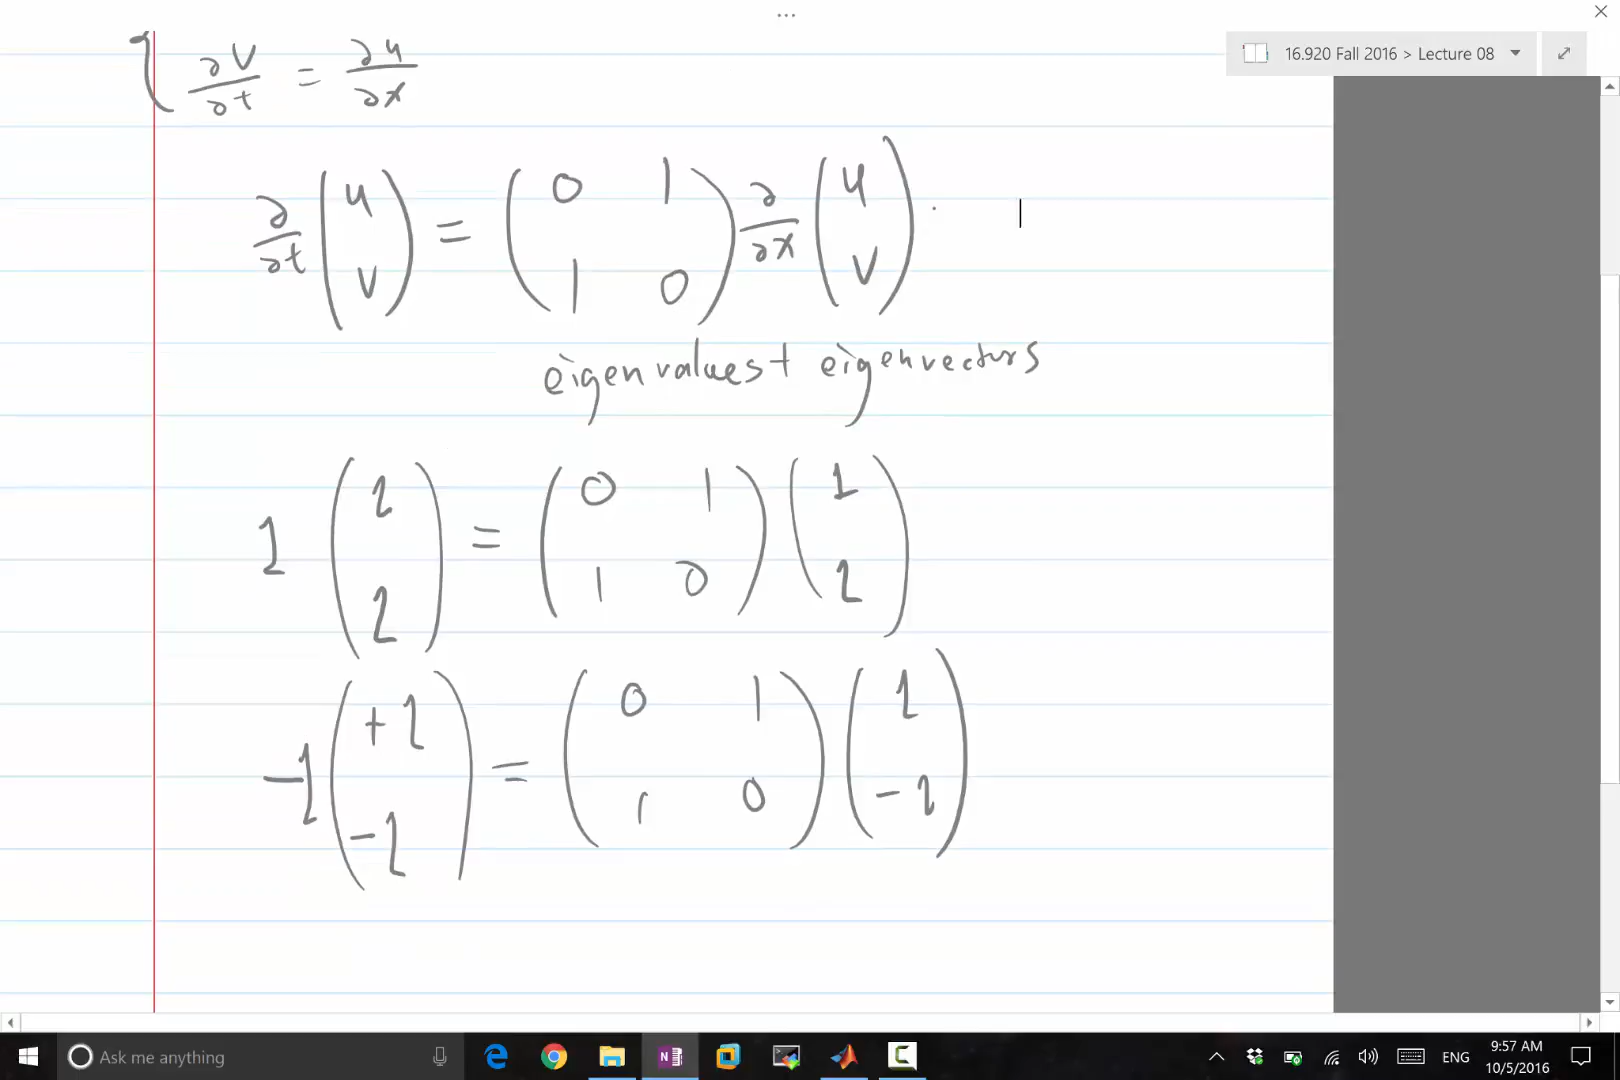 ...
16.920 Fall 2016 > Lecture 08
{ ∂v/∂t = ∂u/∂x
∂/∂t (u v) = (0 1 1 0) ∂/∂x (u v)
eigenvalues + eigenvectors
1 (1 1) = (0 1 1 0) (1 1)
-1 (+1 -1) = (0 1 1 0) (1 -1)
Ask me anything
ENG
9:57 AM
10/5/2016